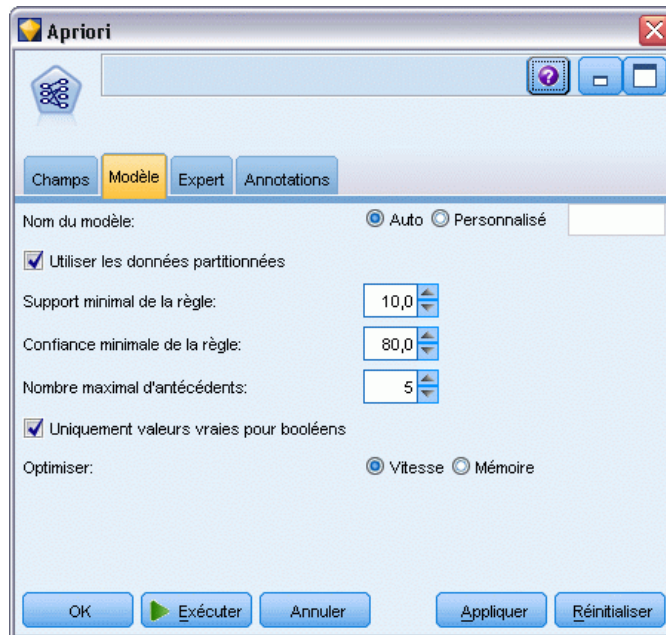 Apriori
?
Champs Modèle Expert Annotations
Nom du modèle: Auto Personnalisé
Utiliser les données partitionnées
Support minimal de la règle: 10,0
Confiance minimale de la règle: 80,0
Nombre maximal d'antécédents: 5
Uniquement valeurs vraies pour booléens
Optimiser: Vitesse Mémoire
OK Exécuter Annuler Appliquer Réinitialiser